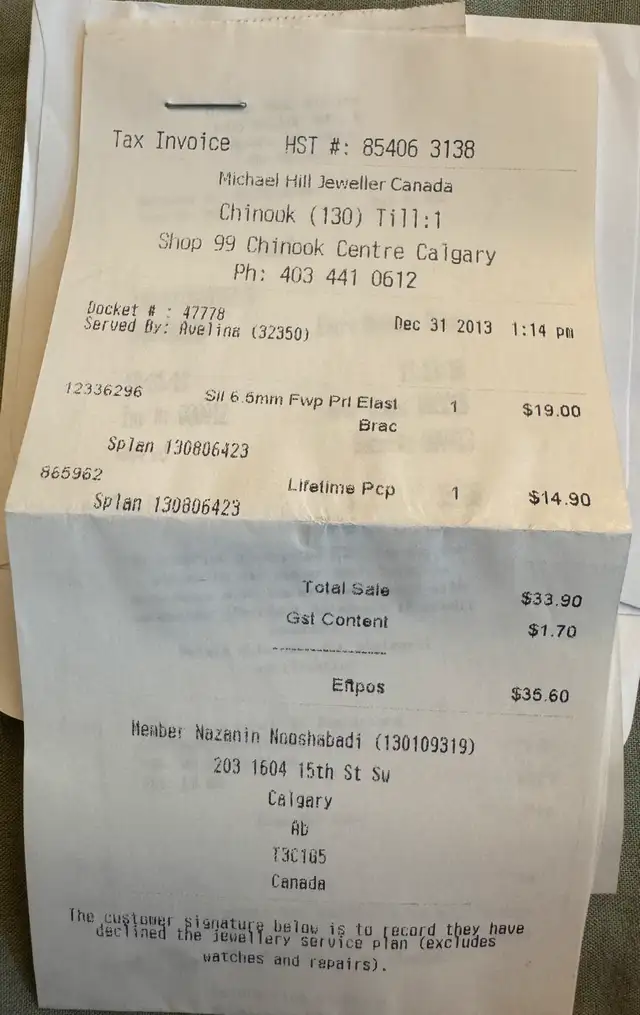 Tax Invoice HST #: 85406 3138
Michael Hill Jeweller Canada
Chinook (130) Till:1
Shop 99 Chinook Centre Calgary
Ph: 403 441 0612
Docket # : 47778
Served By: Avelina (32350) Dec 31 2013 1:14 pm
12336296 Sil 6.5mm Fwp Prl Elast 1 $19.00
Brac
Splan 130806423
865962 Lifetime Pcp 1 $14.90
Splan 130806423
Total Sale $33.90
Gst Content $1.70
Eftpos $35.60
Member Nazanin Nooshabadi (130109319)
203 1604 15th St Sw
Calgary
Ab
T3C1G5
Canada
The customer signature below is to record they have
declined the jewellery service plan (excludes
watches and repairs).